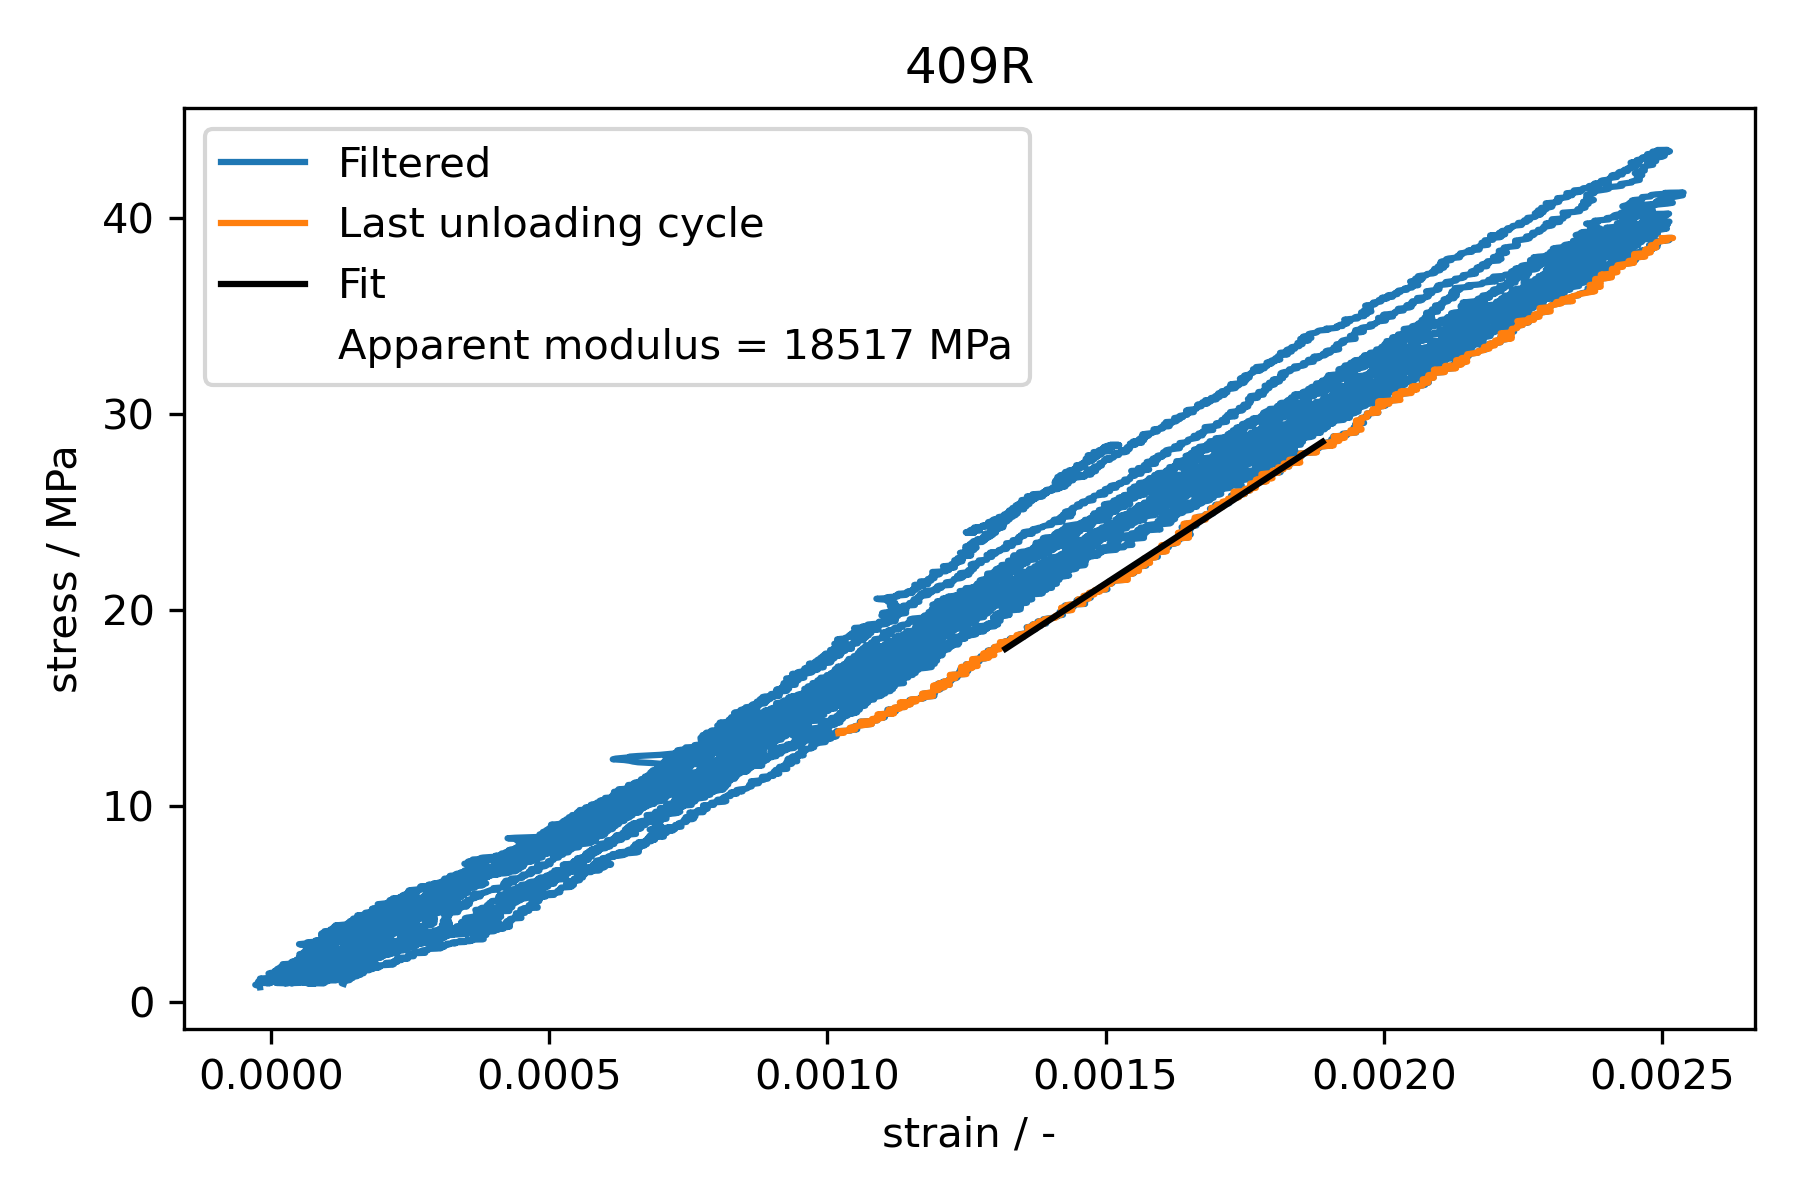 409R
Filtered
Last unloading cycle
Fit
Apparent modulus = 18517 MPa
stress / MPa
40
30
20
10
0
0.0000 0.0005 0.0010 0.0015 0.0020 0.0025
strain / -